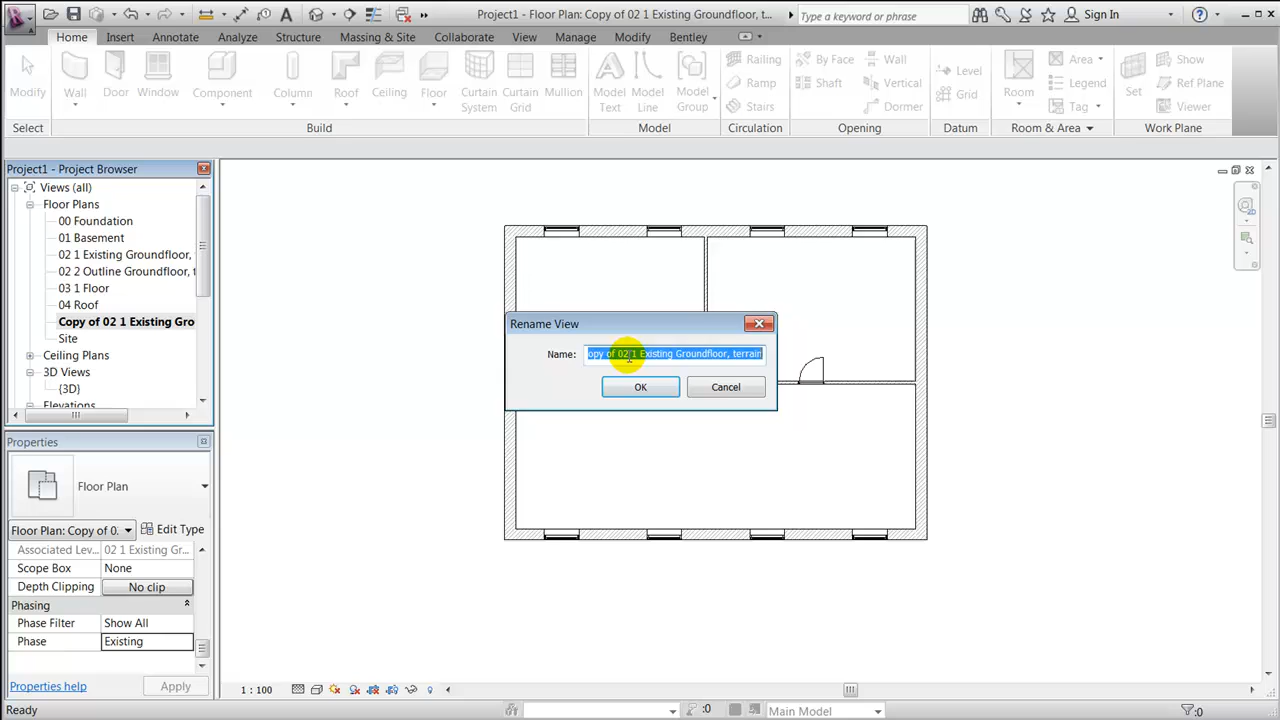 Project1 - Floor Plan: Copy of 02 1 Existing Groundfloor, t...
Type a keyword or phrase
Sign In
Home Insert Annotate Analyze Structure Massing & Site Collaborate View Manage Modify Bentley
Modify
Wall
Door
Window
Component
Column
Roof
Ceiling
Floor
Curtain System
Curtain Grid
Mullion
Model Text
Model Line
Model Group
Railing
Ramp
Stairs
By Face
Shaft
Wall
Vertical
Dormer
Level
Grid
Room
Area
Legend
Tag
Set
Show
Ref Plane
Viewer
Select Build Model Circulation Opening Datum Room & Area Work Plane
Project1 - Project Browser
Views (all)
Floor Plans
00 Foundation
01 Basement
02 1 Existing Groundfloor,
02 2 Outline Groundfloor, t
03 1 Floor
04 Roof
Copy of 02 1 Existing Gro
Site
Ceiling Plans
3D Views
{3D}
Elevations
Rename View
Name: opy of 02 1 Existing Groundfloor, terrain
OK Cancel
Properties
Floor Plan
Floor Plan: Copy of 0. Edit Type
Associated Lev... 02 1 Existing Gr...
Scope Box None
Depth Clipping No clip
Phasing
Phase Filter Show All
Phase Existing
Properties help Apply
1 : 100
Ready
:0
Main Model
:0